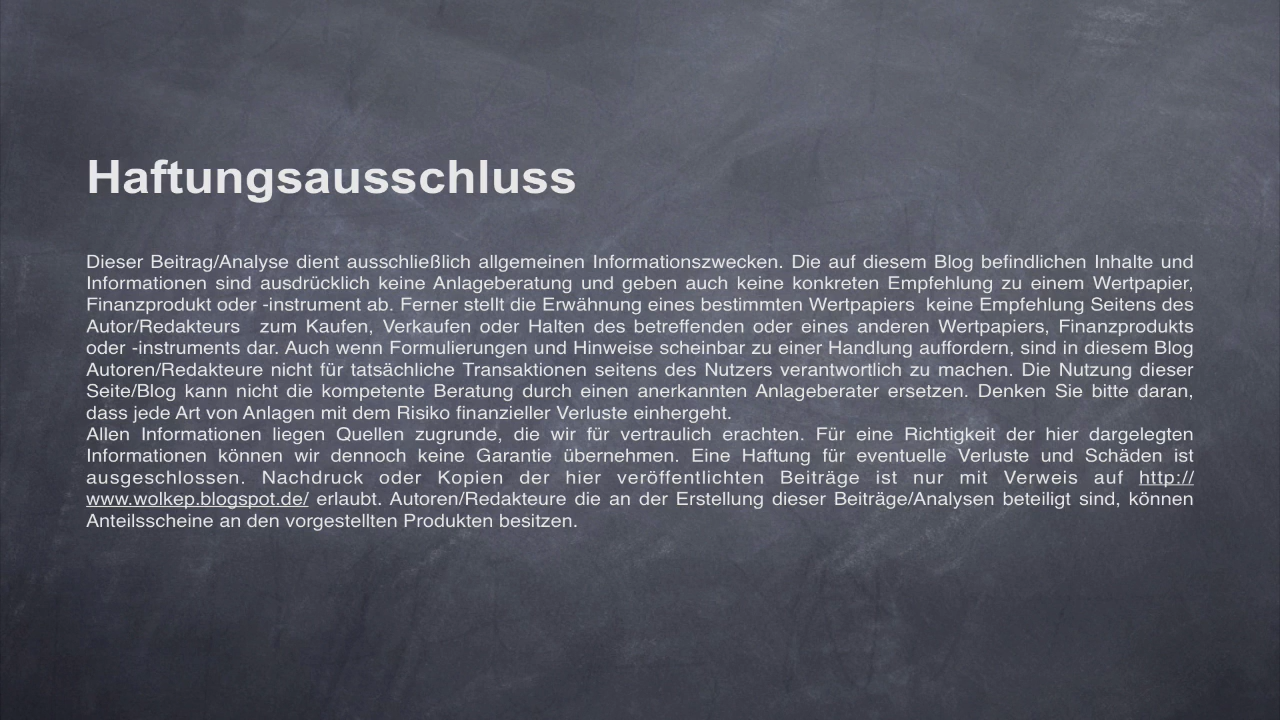 Haftungsausschluss
Dieser Beitrag/Analyse dient ausschließlich allgemeinen Informationszwecken. Die auf diesem Blog befindlichen Inhalte und
Informationen sind ausdrücklich keine Anlageberatung und geben auch keine konkreten Empfehlung zu einem Wertpapier,
Finanzprodukt oder -instrument ab. Ferner stellt die Erwähnung eines bestimmten Wertpapiers keine Empfehlung Seitens des
Autor/Redakteurs zum Kaufen, Verkaufen oder Halten des betreffenden oder eines anderen Wertpapiers, Finanzprodukts
oder -instruments dar. Auch wenn Formulierungen und Hinweise scheinbar zu einer Handlung auffordern, sind in diesem Blog
Autoren/Redakteure nicht für tatsächliche Transaktionen seitens des Nutzers verantwortlich zu machen. Die Nutzung dieser
Seite/Blog kann nicht die kompetente Beratung durch einen anerkannten Anlageberater ersetzen. Denken Sie bitte daran,
dass jede Art von Anlagen mit dem Risiko finanzieller Verluste einhergeht.
Allen Informationen liegen Quellen zugrunde, die wir für vertraulich erachten. Für eine Richtigkeit der hier dargelegten
Informationen können wir dennoch keine Garantie übernehmen. Eine Haftung für eventuelle Verluste und Schäden ist
ausgeschlossen. Nachdruck oder Kopien der hier veröffentlichten Beiträge ist nur mit Verweis auf http://
www.wolkep.blogspot.de/ erlaubt. Autoren/Redakteure die an der Erstellung dieser Beiträge/Analysen beteiligt sind, können
Anteilsscheine an den vorgestellten Produkten besitzen.